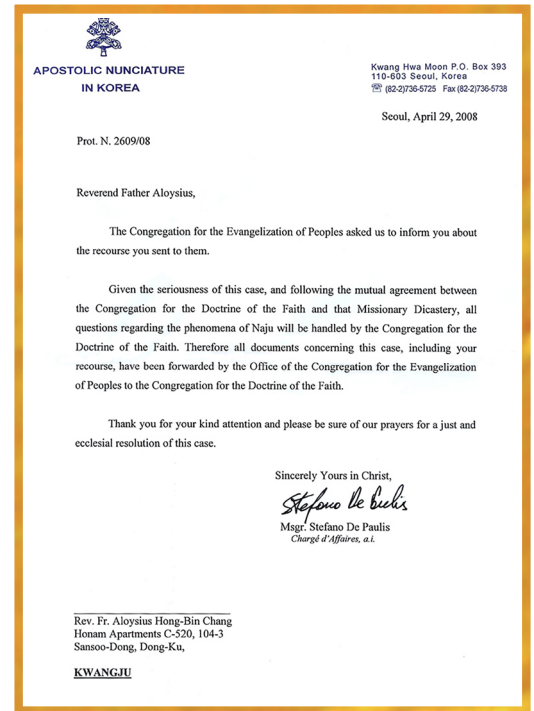 APOSTOLIC NUNCIATURE
IN KOREA
Kwang Hwa Moon P.O. Box 393
110-603 Seoul, Korea
☏ (82-2)736-5725 Fax (82-2)736-5738
Seoul, April 29, 2008
Prot. N. 2609/08
Reverend Father Aloysius,
The Congregation for the Evangelization of Peoples asked us to inform you about
the recourse you sent to them.
Given the seriousness of this case, and following the mutual agreement between
the Congregation for the Doctrine of the Faith and that Missionary Dicastery, all
questions regarding the phenomena of Naju will be handled by the Congregation for the
Doctrine of the Faith. Therefore all documents concerning this case, including your
recourse, have been forwarded by the Office of the Congregation for the Evangelization
of Peoples to the Congregation for the Doctrine of the Faith.
Thank you for your kind attention and please be sure of our prayers for a just and
ecclesial resolution of this case.
Sincerely Yours in Christ,
Stefano De Paulis
Msgr. Stefano De Paulis
Chargé d'Affaires, a.i.
Rev. Fr. Aloysius Hong-Bin Chang
Honam Apartments C-520, 104-3
Sansoo-Dong, Dong-Ku,
KWANGJU